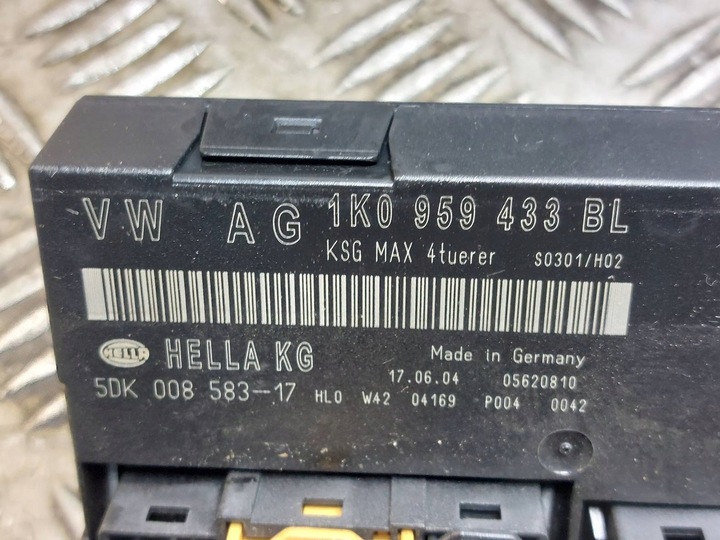 VW AG 1K0 959 433 BL
KSG MAX 4tuerer S0301/H02
HELLA HELLA KG Made in Germany
17.06.04 05620810
5DK 008 583-17 HL0 W42 04169 P004 0042